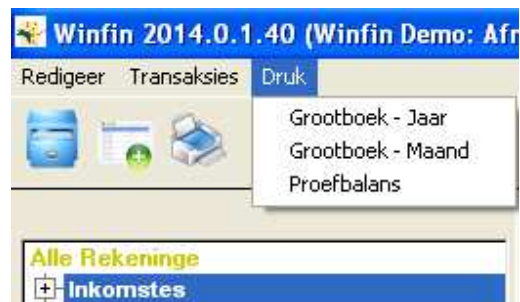 Winfin 2014.0.1.40 (Winfin Demo: Afr
Redigeer Transaksies Druk
Grootboek - Jaar
Grootboek - Maand
Proefbalans
Alle Rekeninge
Inkomstes